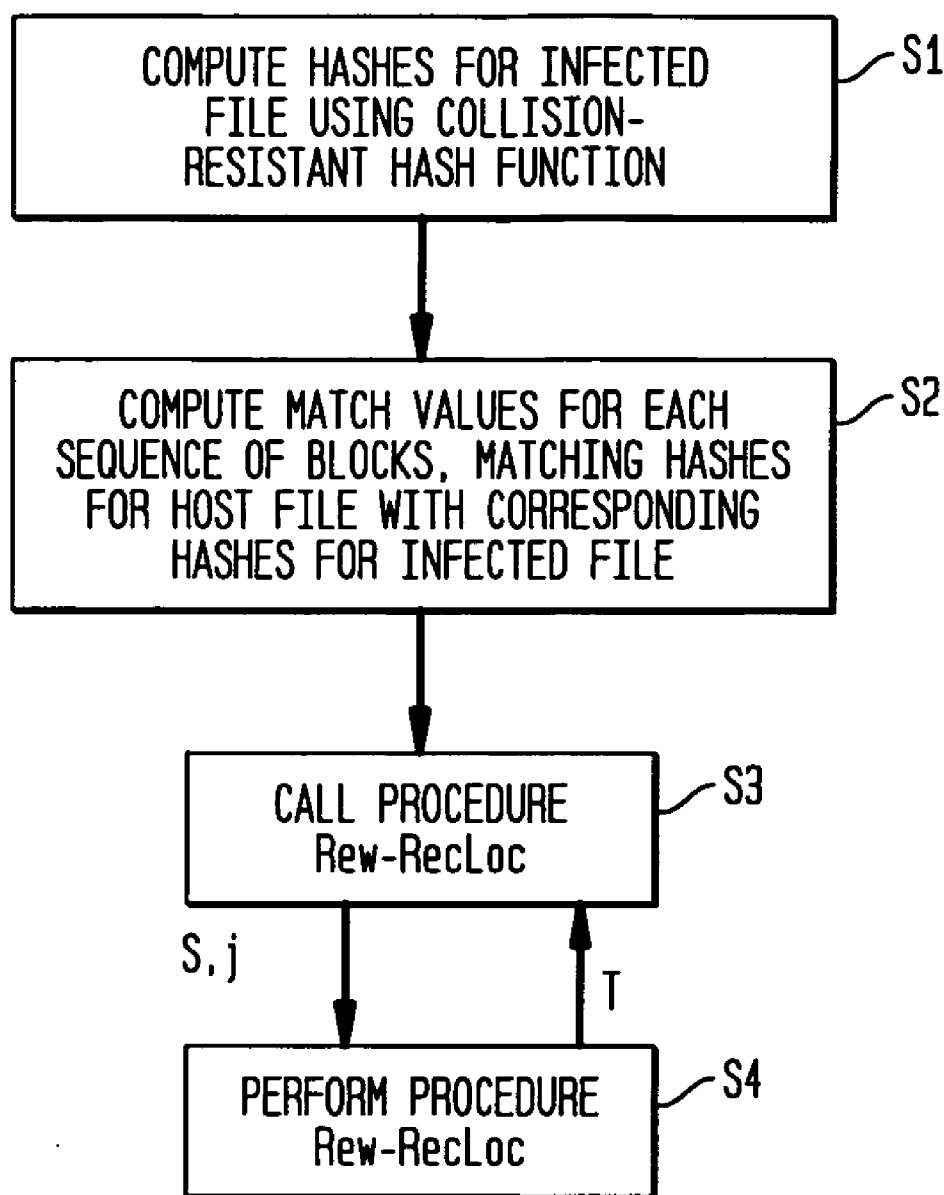 COMPUTE HASHES FOR INFECTED
FILE USING COLLISION-
RESISTANT HASH FUNCTION
S1
COMPUTE MATCH VALUES FOR EACH
SEQUENCE OF BLOCKS, MATCHING HASHES
FOR HOST FILE WITH CORRESPONDING
HASHES FOR INFECTED FILE
S2
CALL PROCEDURE
Rew-RecLoc
S3
S,j
T
PERFORM PROCEDURE
Rew-RecLoc
S4